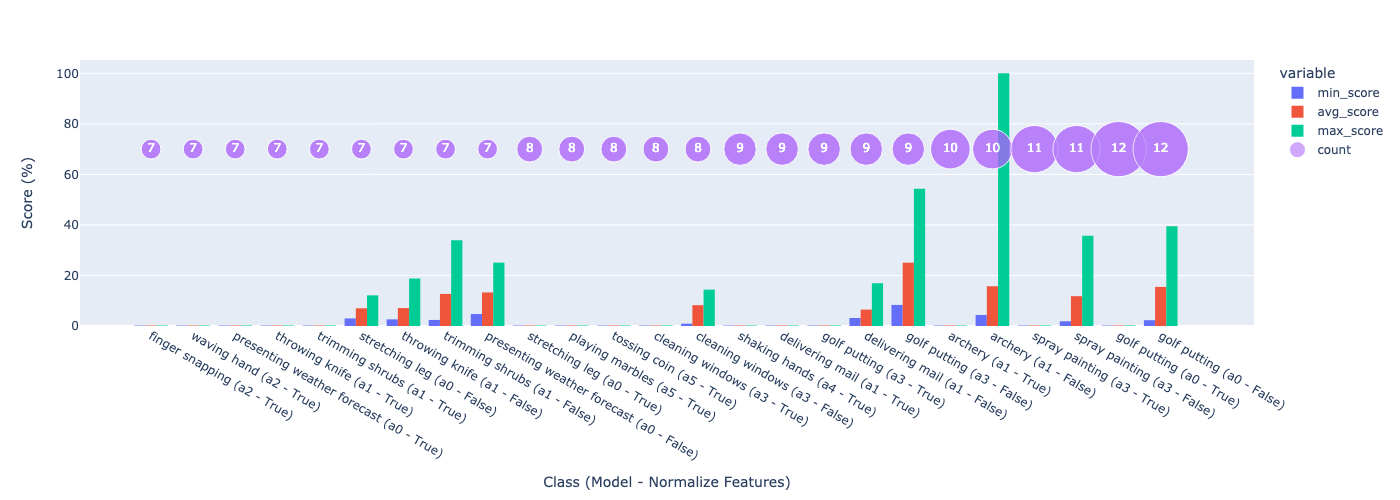 variable
min_score
avg_score
max_score
count
Score (%)
100
80
60
40
20
0
7
7
7
7
7
7
7
7
7
8
8
8
8
8
9
9
9
9
9
10
10
11
11
12
12
finger snapping (a2 - True)
waving hand (a2 - True)
presenting weather forecast (a0 - True)
throwing knife (a1 - True)
trimming shrubs (a1 - True)
stretching leg (a0 - False)
throwing knife (a1 - False)
trimming shrubs (a1 - False)
presenting weather forecast (a0 - False)
stretching leg (a0 - True)
playing marbles (a5 - True)
tossing coin (a5 - True)
cleaning windows (a3 - True)
cleaning windows (a3 - False)
shaking hands (a4 - True)
delivering mail (a1 - True)
golf putting (a3 - True)
delivering mail (a1 - False)
golf putting (a3 - False)
archery (a1 - True)
archery (a1 - False)
spray painting (a3 - True)
spray painting (a3 - False)
golf putting (a0 - True)
golf putting (a0 - False)
Class (Model - Normalize Features)